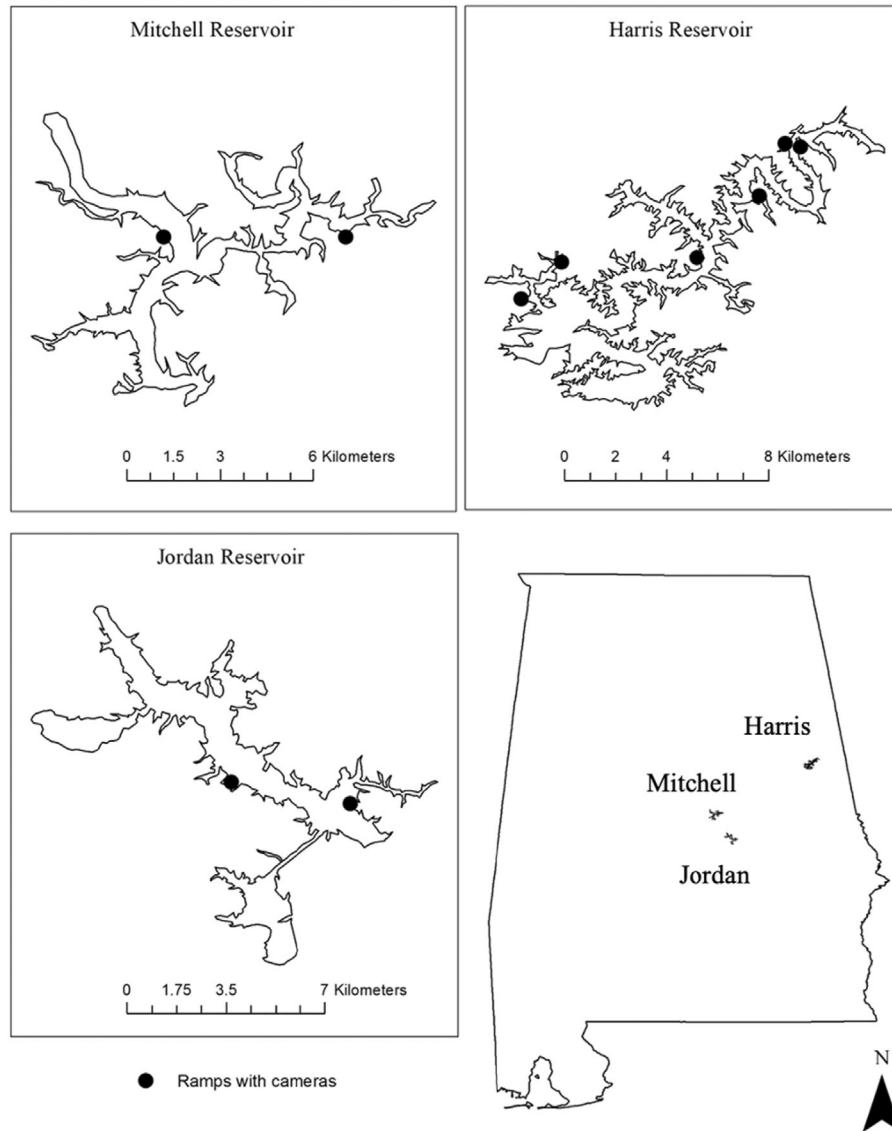 Mitchell Reservoir
0 1.5 3 6 Kilometers
Harris Reservoir
0 2 4 8 Kilometers
Jordan Reservoir
0 1.75 3.5 7 Kilometers
Ramps with cameras
Harris
Mitchell
Jordan
N